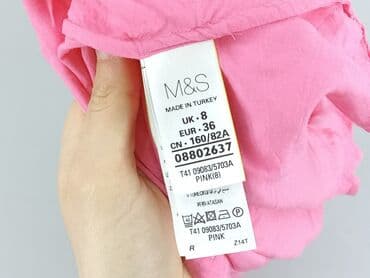 M&S
MADE IN TURKEY
UK • 8
EUR • 36
CN • 160/82A
08802637
T41 09083/5703A
PINK(8)
T41 09083/5703A
PINK
R Z14T